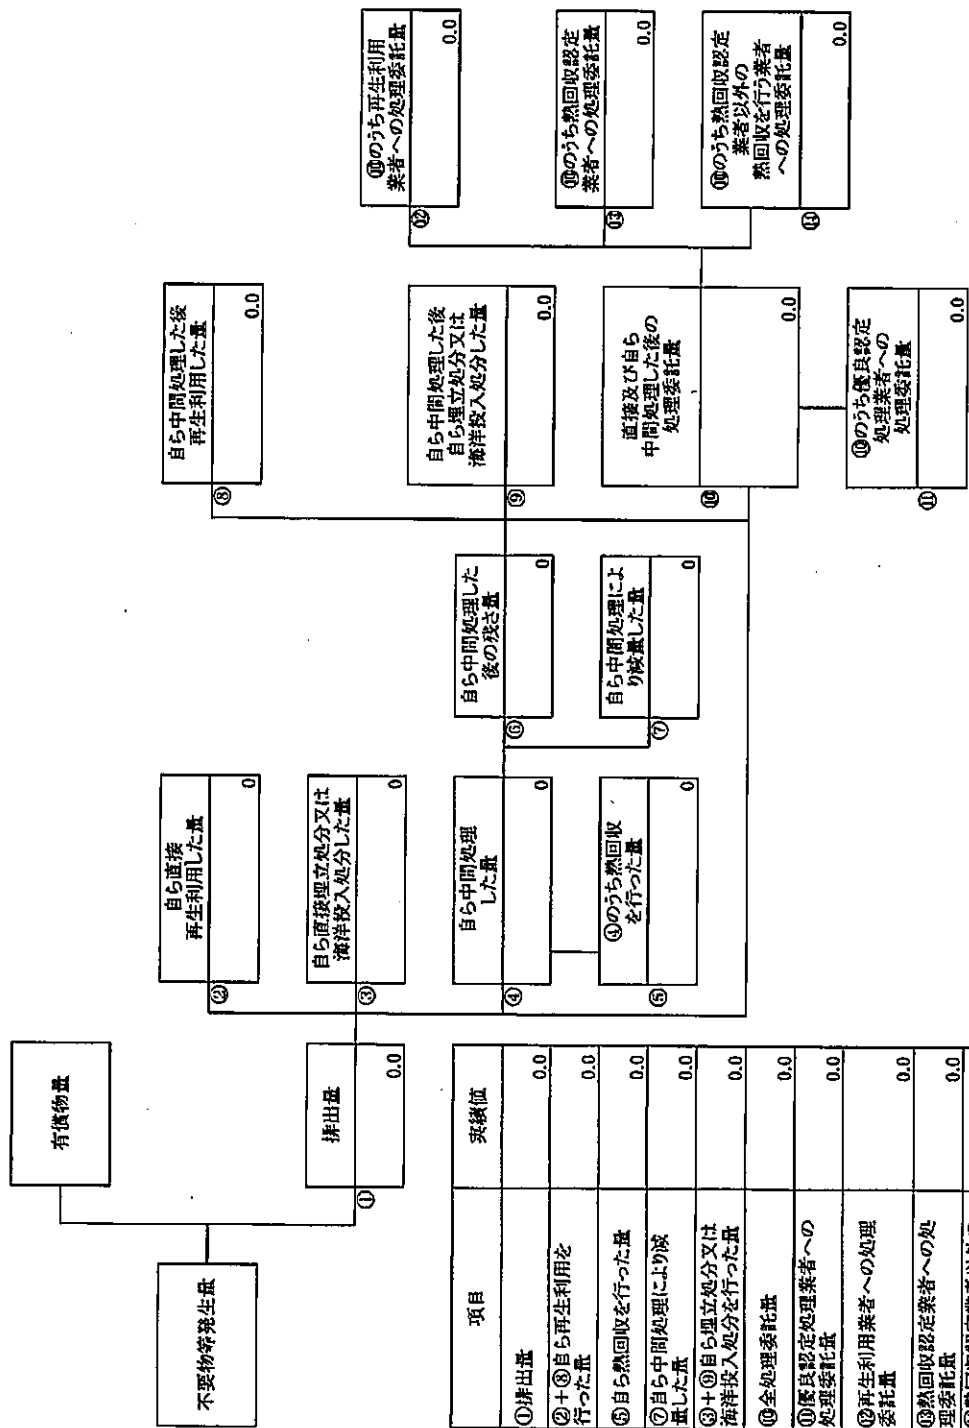 不要物等発生量
有償物量
排出量
①
0.0
自ら直接
再生利用した量
②
0
自ら直接埋立処分又は
海洋投入処分した量
③
0
自ら中間処理
した量
④
0
④のうち熱回収
を行った量
⑤
0
自ら中間処理した
後の残さ量
⑥
0
自ら中間処理によ
り減量した量
⑦
0
自ら中間処理した後
再生利用した量
⑧
0.0
自ら中間処理した後
自ら埋立処分又は
海洋投入処分した量
⑨
0.0
直接及び自ら
中間処理した後の
処理委託量
⑩
0.0
⑩のうち優良認定
処理業者への
処理委託量
⑪
0.0
⑩のうち再生利用
業者への処理委託量
⑫
0.0
⑩のうち熱回収認定
業者への処理委託量
⑬
0.0
⑩のうち熱回収認定
業者以外の
熱回収を行う業者
への処理委託量
⑭
0.0
項目 実績値
①排出量 0.0
②+⑧自ら再生利用を
行った量 0.0
⑤自ら熱回収を行った量 0.0
⑦自ら中間処理により減
量した量 0.0
③+⑨自ら埋立処分又は
海洋投入処分を行った量 0.0
⑩全処理委託量 0.0
⑪優良認定処理業者への
処理委託量 0.0
⑫再生利用業者への処理
委託量 0.0
⑬熱回収認定業者への処
理委託量 0.0